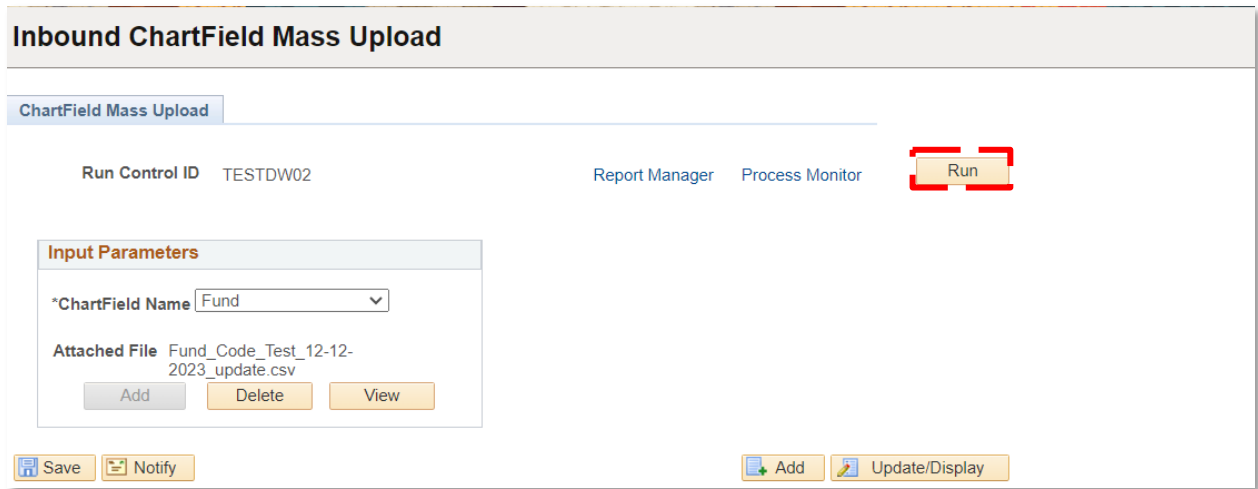 Inbound ChartField Mass Upload
ChartField Mass Upload
Run Control ID TESTDW02 Report Manager Process Monitor Run
Input Parameters
*ChartField Name Fund
Attached File Fund_Code_Test_12-12-
2023_update.csv
Add Delete View
Save Notify Add Update/Display